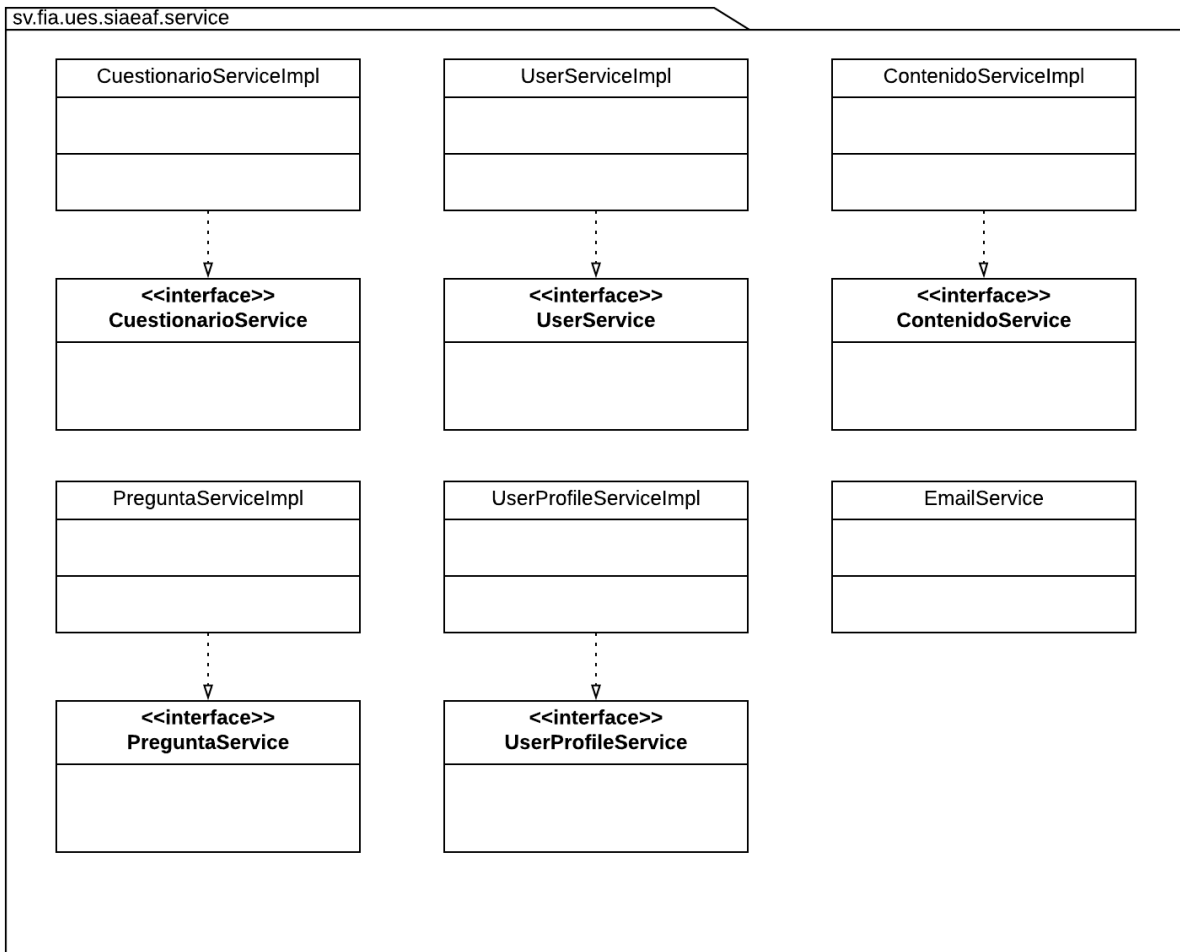 sv.fia.ues.siaeaf.service
CuestionarioServiceImpl
UserServiceImpl
ContenidoServiceImpl
<<interface>>
CuestionarioService
<<interface>>
UserService
<<interface>>
ContenidoService
PreguntaServiceImpl
UserProfileServiceImpl
EmailService
<<interface>>
PreguntaService
<<interface>>
UserProfileService